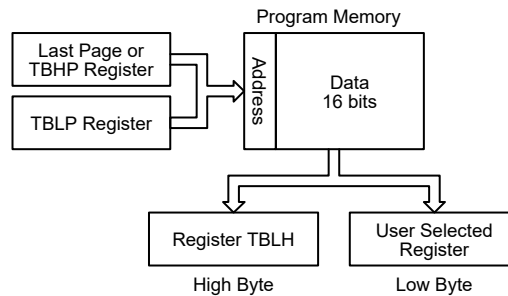 Program Memory
Last Page or
TBHP Register
TBLP Register
Address
Data
16 bits
Register TBLH
User Selected
Register
High Byte
Low Byte